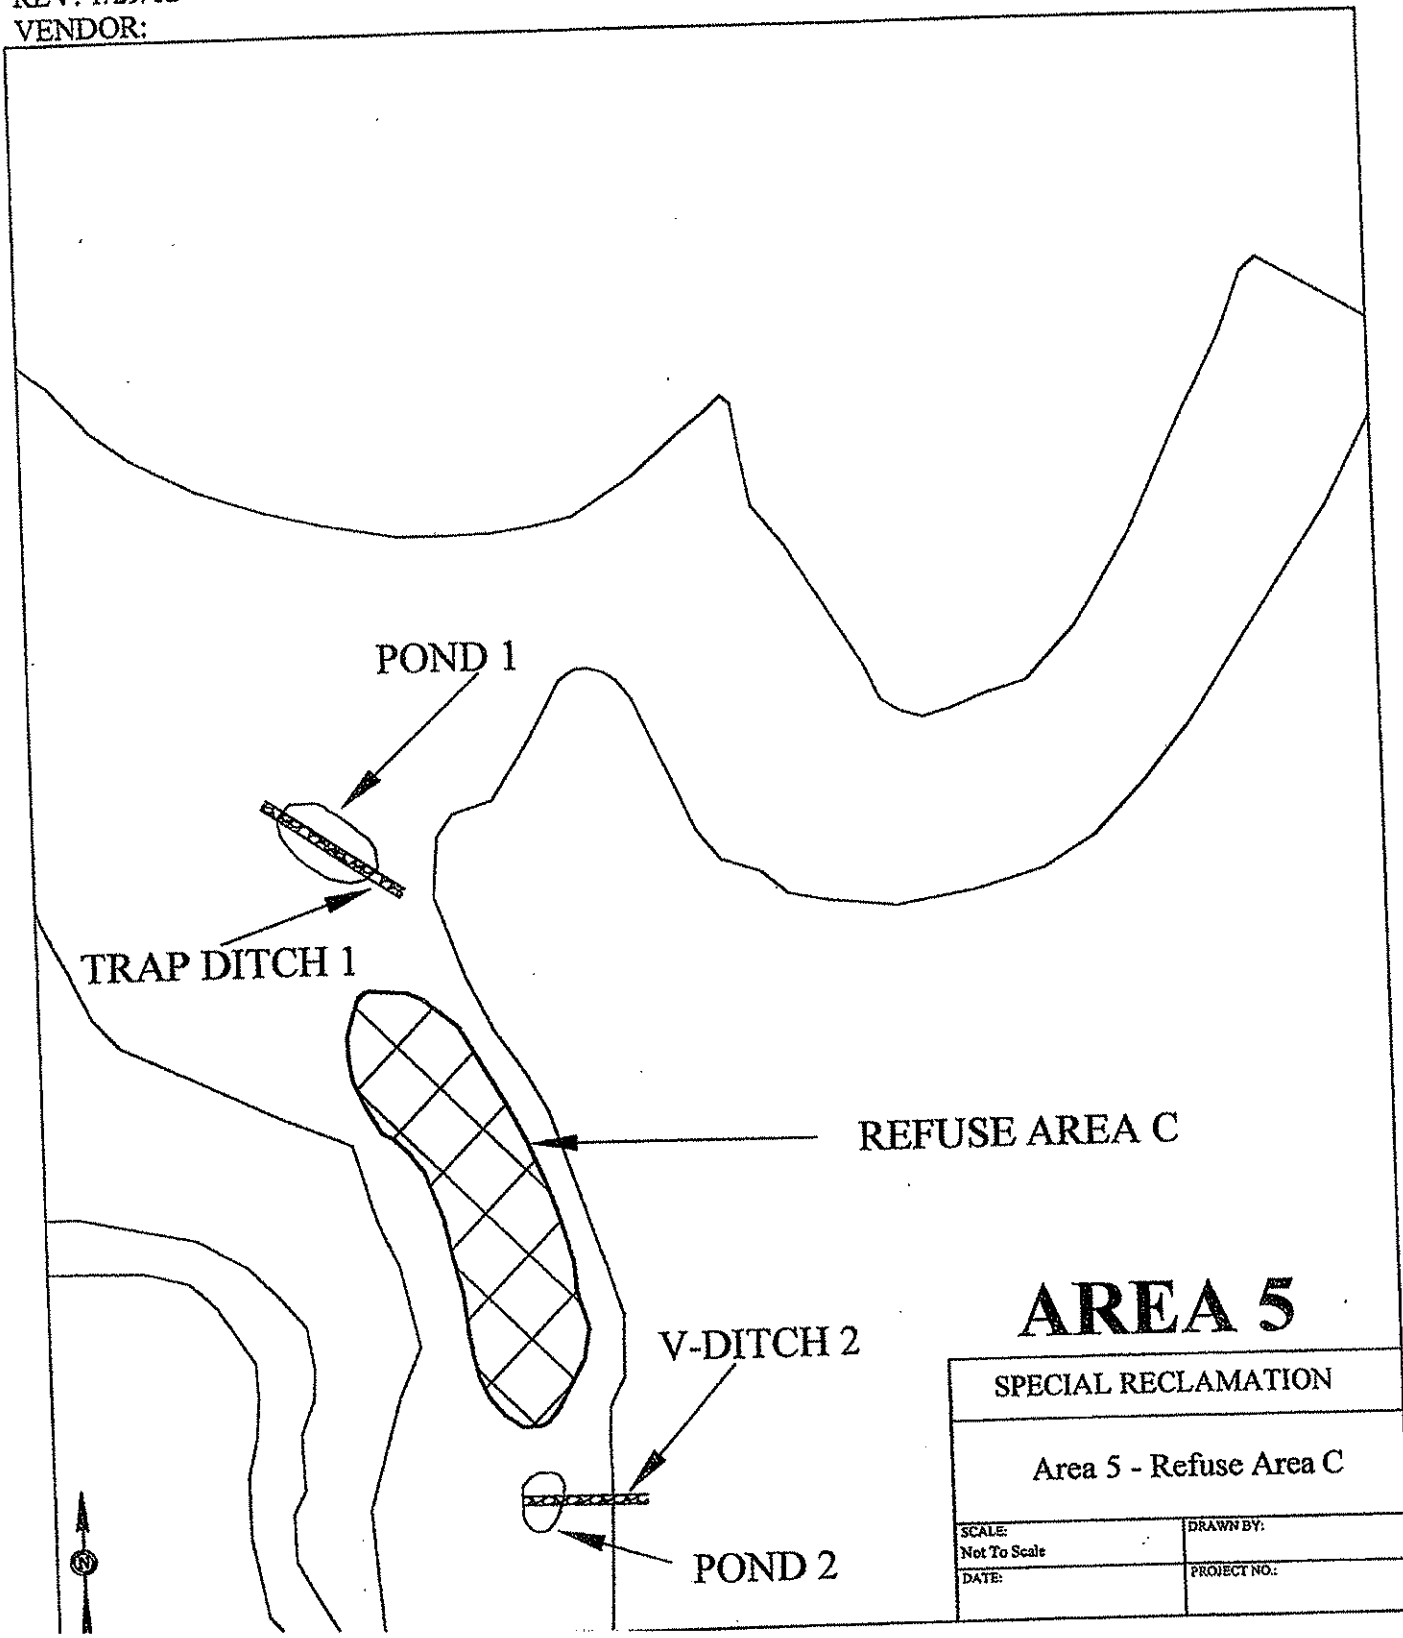 VENDOR:
POND 1
TRAP DITCH 1
REFUSE AREA C
V-DITCH 2
POND 2
AREA 5
SPECIAL RECLAMATION
Area 5 - Refuse Area C
SCALE:
Not To Scale
DRAWN BY:
DATE:
PROJECT NO.:
N